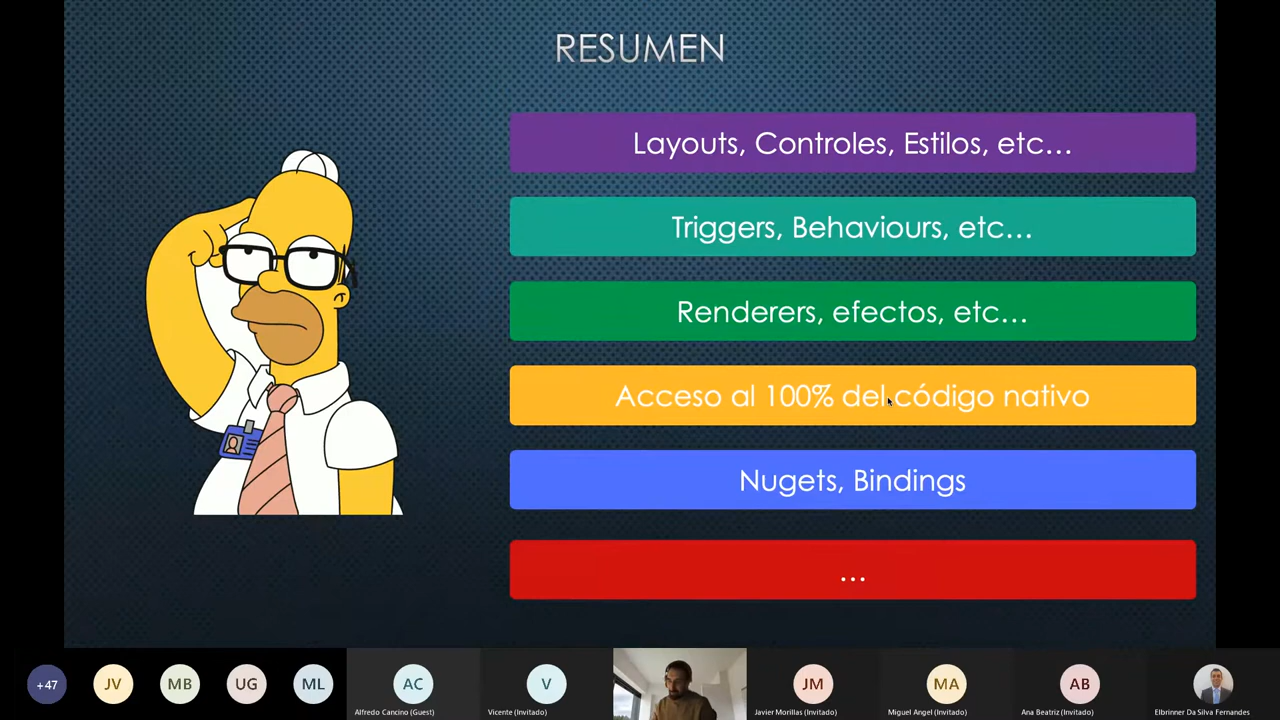 RESUMEN
Layouts, Controles, Estilos, etc...
Triggers, Behaviours, etc...
Renderers, efectos, etc...
Acceso al 100% del código nativo
Nugets, Bindings
...
+47
JV
MB
UG
ML
AC
Alfredo Cancino (Guest)
V
Vicente (Invitado)
JM
Javier Morillas (Invitado)
MA
Miguel Angel (Invitado)
AB
Ana Beatriz (Invitado)
Elbrinner Da Silva Fernandes